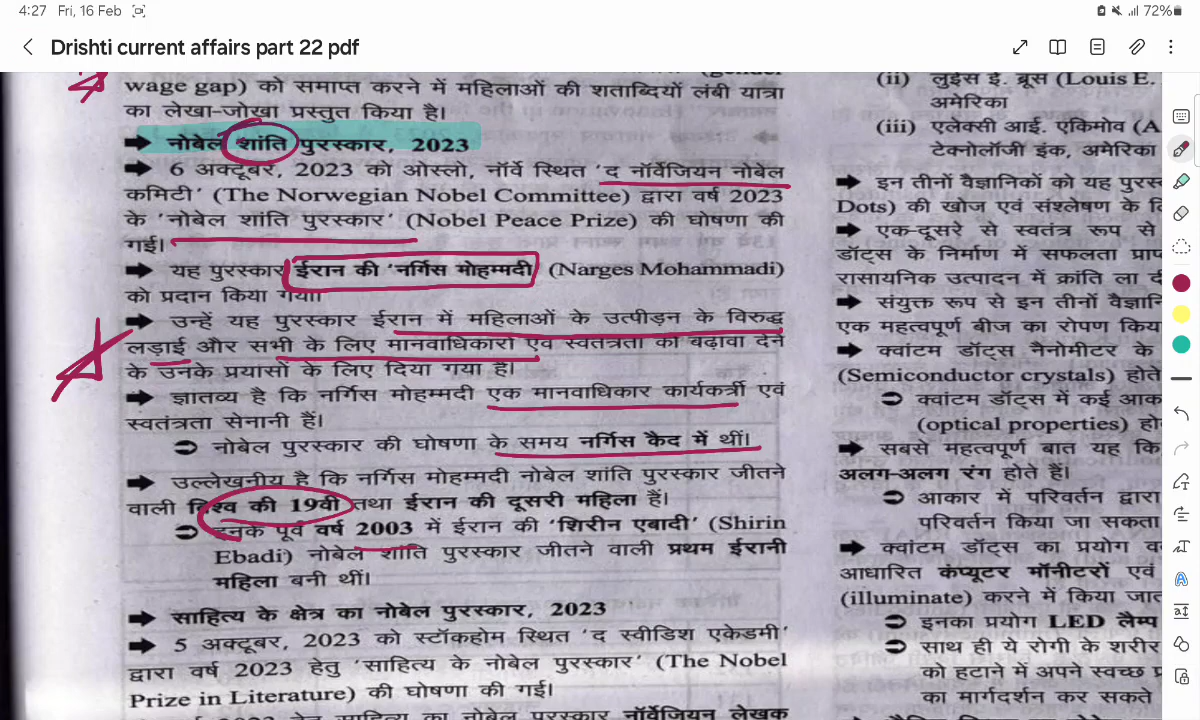 4:27 Fri, 16 Feb
72%
Drishti current affairs part 22 pdf
wage gap) को समाप्त करने में महिलाओं की शताब्दियों लंबी यात्रा
का लेखा-जोखा प्रस्तुत किया है।
➡ नोबेल शांति पुरस्कार, 2023
➡ 6 अक्टूबर, 2023 को ओस्लो, नॉर्वे स्थित ‘द नॉर्वेजियन नोबेल
कमिटी’ (The Norwegian Nobel Committee) द्वारा वर्ष 2023
के ‘नोबेल शांति पुरस्कार’ (Nobel Peace Prize) की घोषणा की
गई।
➡ यह पुरस्कार ईरान की ‘नर्गिस मोहम्मदी (Narges Mohammadi)
को प्रदान किया गया।
➡ उन्हें यह पुरस्कार ईरान में महिलाओं के उत्पीड़न के विरुद्ध
लड़ाई और सभी के लिए मानवाधिकारों एवं स्वतंत्रता को बढ़ावा देने
के उनके प्रयासों के लिए दिया गया है।
➡ ज्ञातव्य है कि नर्गिस मोहम्मदी एक मानवाधिकार कार्यकर्त्री एवं
स्वतंत्रता सेनानी हैं।
➲ नोबेल पुरस्कार की घोषणा के समय नर्गिस कैद में थीं।
➡ उल्लेखनीय है कि नर्गिस मोहम्मदी नोबेल शांति पुरस्कार जीतने
वाली विश्व की 19वीं तथा ईरान की दूसरी महिला हैं।
➲ इनके पूर्व वर्ष 2003 में ईरान की ‘शिरीन एबादी’ (Shirin
Ebadi) नोबेल शांति पुरस्कार जीतने वाली प्रथम ईरानी
महिला बनी थीं।
➡ साहित्य के क्षेत्र का नोबेल पुरस्कार, 2023
➡ 5 अक्टूबर, 2023 को स्टॉकहोम स्थित ‘द स्वीडिश एकेडमी’
द्वारा वर्ष 2023 हेतु ‘साहित्य के नोबेल पुरस्कार’ (The Nobel
Prize in Literature) की घोषणा की गई।
(ii) लुईस ई. ब्रूस (Louis E.
अमेरिका
(iii) एलेक्सी आई. एकिमोव (A
टेक्नोलॉजी इंक, अमेरिका
➡ इन तीनों वैज्ञानिकों को यह
Dots) की खोज एवं संश्लेषण के
➡ एक-दूसरे से स्वतंत्र रूप से
डॉट्स के निर्माण में सफलता
रासायनिक उत्पादन में क्रांति ला
➡ संयुक्त रूप से इन तीनों
एक महत्वपूर्ण बीज का रोपण
➡ क्वांटम डॉट्स नैनोमीटर के
(Semiconductor crystals) होते
➲ क्वांटम डॉट्स में कई
(optical properties)
➡ सबसे महत्वपूर्ण बात यह कि
अलग-अलग रंग होते हैं।
➲ आकार में परिवर्तन द्वारा
परिवर्तन किया जा सकता
➡ क्वांटम डॉट्स का प्रयोग
आधारित कंप्यूटर मॉनीटरों एवं
(illuminate) करने में किया
➲ इनका प्रयोग LED लैम्प
➲ साथ ही ये रोगी के शरीर
को हटाने में अपने स्वच्छ
का मार्गदर्शन कर सकते